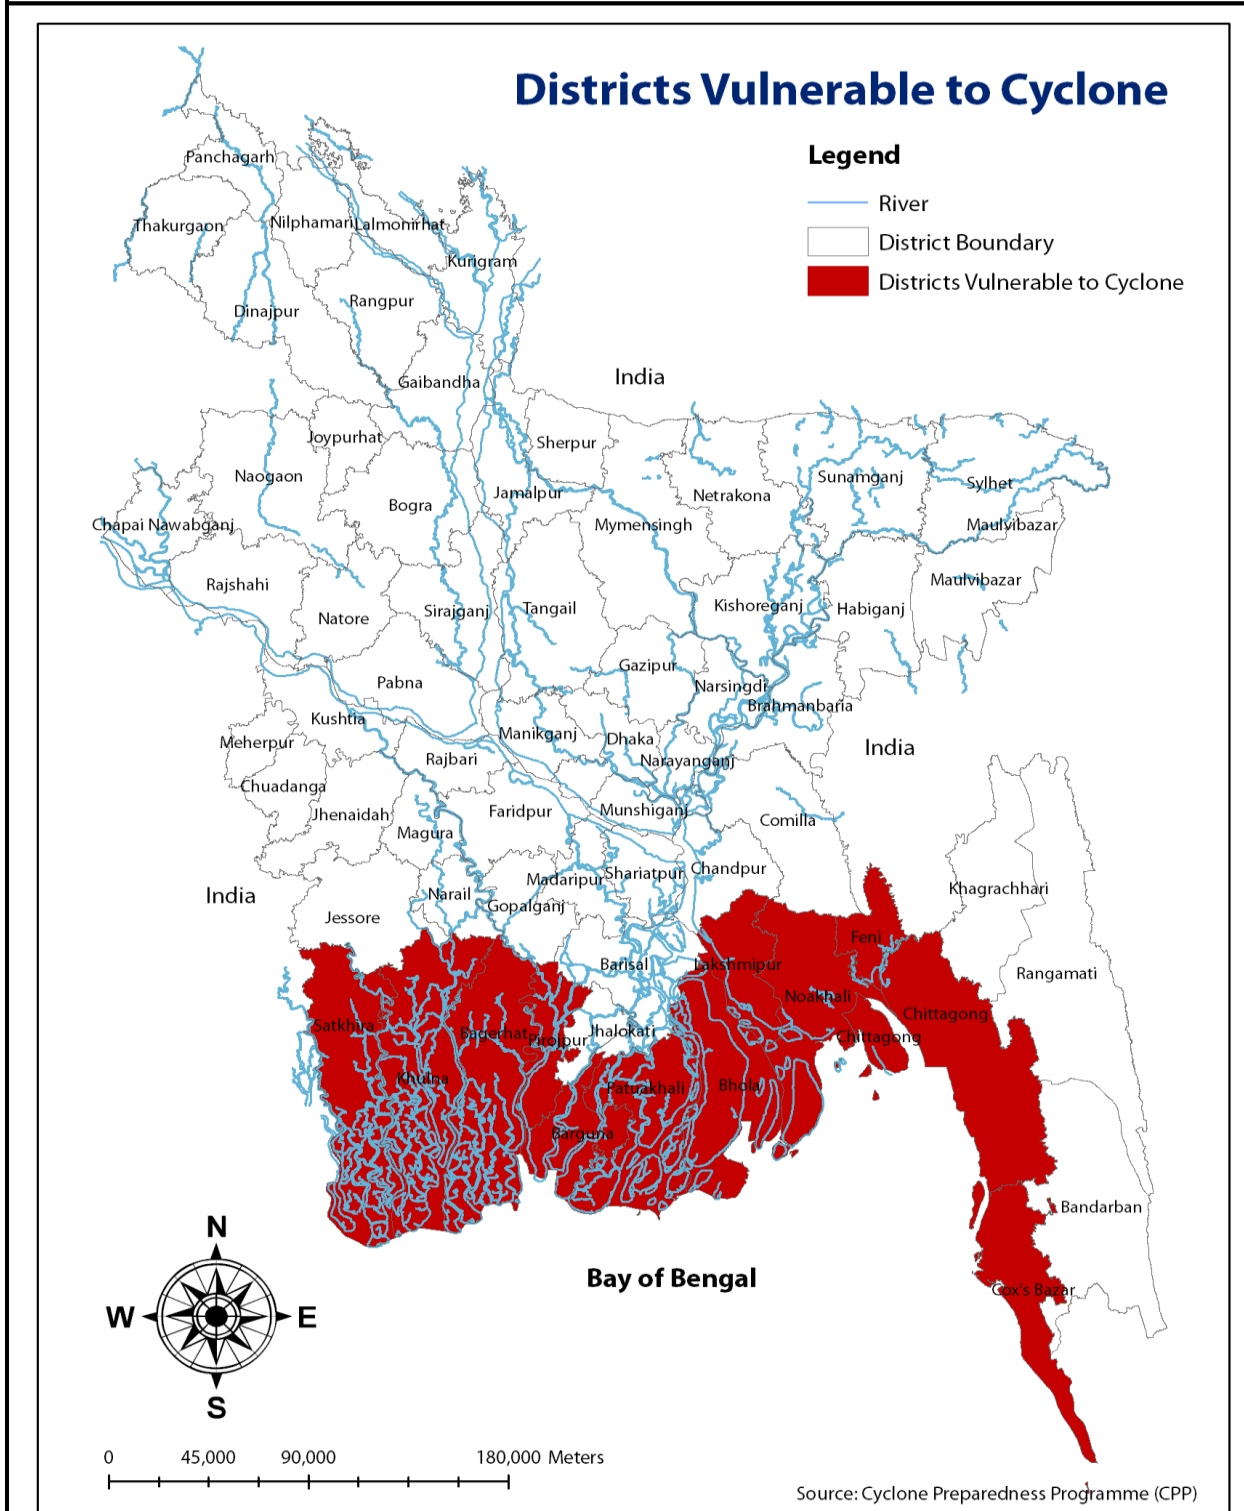 Districts Vulnerable to Cyclone
Legend
River
District Boundary
Districts Vulnerable to Cyclone
Panchagarh
Thakurgaon
Nilphamari
Lalmonirhat
Kurigram
Dinajpur
Rangpur
Gaibandha
India
Joypurhat
Sherpur
Naogaon
Bogra
Jamalpur
Netrakona
Sunamganj
Sylhet
Chapai Nawabganj
Mymensingh
Maulvibazar
Rajshahi
Maulvibazar
Natore
Sirajganj
Tangail
Kishoreganj
Habiganj
Gazipur
Pabna
Narsingdi
Brahmanbaria
Kushtia
Meherpur
Manikganj
Dhaka
India
Rajbari
Narayanganj
Chuadanga
Jhenaidah
Faridpur
Munshiganj
Magura
Comilla
Madaripur
Shariatpur
Chandpur
India
Narail
Gopalganj
Khagrachhari
Jessore
Feni
Barisal
Lakshmipur
Rangamati
Noakhali
Satkhira
Bagerhat
Pirojpur
Jhalokati
Chittagong
Chittagong
Khulna
Patuakhali
Bhola
Barguna
Bandarban
N
Bay of Bengal
Cox's Bazar
W
E
S
0 45,000 90,000 180,000 Meters
Source: Cyclone Preparedness Programme (CPP)